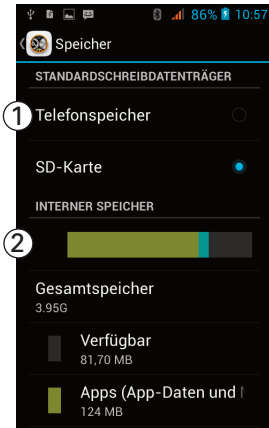 86% 10:57
Speicher
STANDARDSCHREIBDATENTRÄGER
1 Telefonspeicher
SD-Karte
INTERNER SPEICHER
2
Gesamtspeicher
3.95G
Verfügbar
81,70 MB
Apps (App-Daten und
124 MB